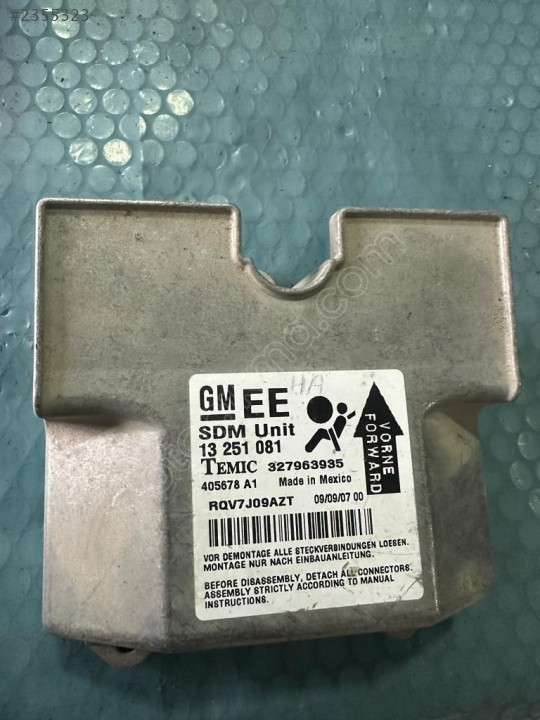 #2355323
HA
GM EE
SDM Unit
13 251 081
TEMIC 327963935
405678 A1 Made in Mexico
RQV7J09AZT 09/09/07 00
VORNE
FORWARD
VOR DEMONTAGE ALLE STECKVERBINDUNGEN LOESEN.
MONTAGE NUR NACH EINBAUANLEITUNG.
BEFORE DISASSEMBLY, DETACH ALL CONNECTORS.
ASSEMBLY STRICTLY ACCORDING TO MANUAL
INSTRUCTIONS.